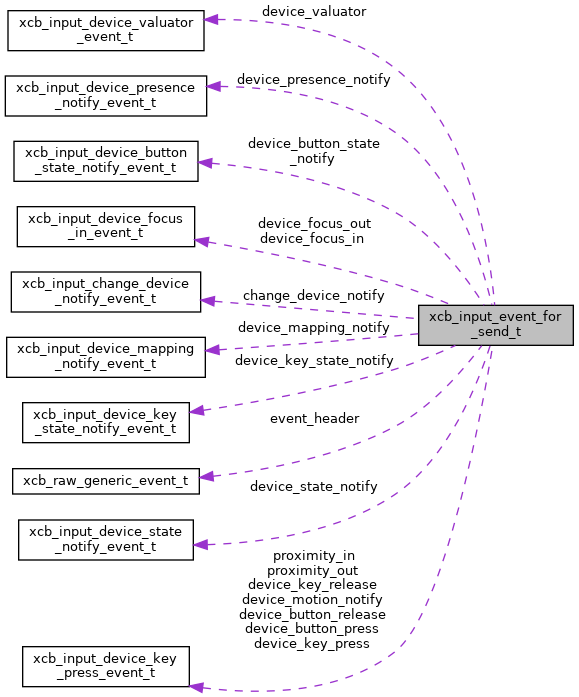 device_valuator
xcb_input_device_valuator
_event_t
device_presence_notify
xcb_input_device_presence
_notify_event_t
device_button_state
_notify
xcb_input_device_button
_state_notify_event_t
device_focus_out
device_focus_in
xcb_input_device_focus
_in_event_t
change_device_notify
xcb_input_change_device
_notify_event_t
xcb_input_event_for
_send_t
device_mapping_notify
xcb_input_device_mapping
_notify_event_t
device_key_state_notify
xcb_input_device_key
_state_notify_event_t
event_header
xcb_raw_generic_event_t
device_state_notify
xcb_input_device_state
_notify_event_t
proximity_in
proximity_out
device_key_release
device_motion_notify
device_button_release
device_button_press
device_key_press
xcb_input_device_key
_press_event_t